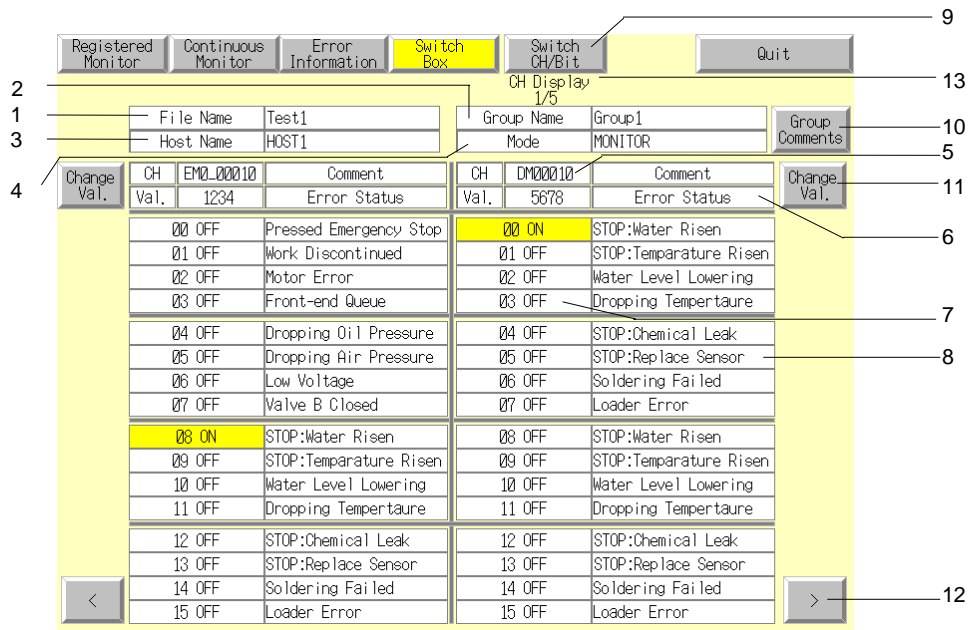 9
Registered Monitor
Continuous Monitor
Error Information
Switch Box
Switch CH/Bit
Quit
CH Display
13
1/5
2
1
File Name Test1
Group Name Group1
Group Comments
10
3
Host Name HOST1
Mode MONITOR
5
4
Change Val.
CH EM0_00010 Comment
CH DM00010 Comment
Change Val.
11
Val. 1234 Error Status
Val. 5678 Error Status
6
00 OFF Pressed Emergency Stop
00 ON STOP:Water Risen
01 OFF Work Discontinued
01 OFF STOP:Temparature Risen
02 OFF Motor Error
02 OFF Water Level Lowering
03 OFF Front-end Queue
03 OFF Dropping Tempertaure
7
04 OFF Dropping Oil Pressure
04 OFF STOP:Chemical Leak
05 OFF Dropping Air Pressure
05 OFF STOP:Replace Sensor
8
06 OFF Low Voltage
06 OFF Soldering Failed
07 OFF Valve B Closed
07 OFF Loader Error
08 ON STOP:Water Risen
08 OFF STOP:Water Risen
09 OFF STOP:Temparature Risen
09 OFF STOP:Temparature Risen
10 OFF Water Level Lowering
10 OFF Water Level Lowering
11 OFF Dropping Tempertaure
11 OFF Dropping Tempertaure
12 OFF STOP:Chemical Leak
12 OFF STOP:Chemical Leak
13 OFF STOP:Replace Sensor
13 OFF STOP:Replace Sensor
14 OFF Soldering Failed
14 OFF Soldering Failed
15 OFF Loader Error
15 OFF Loader Error
<
>
12